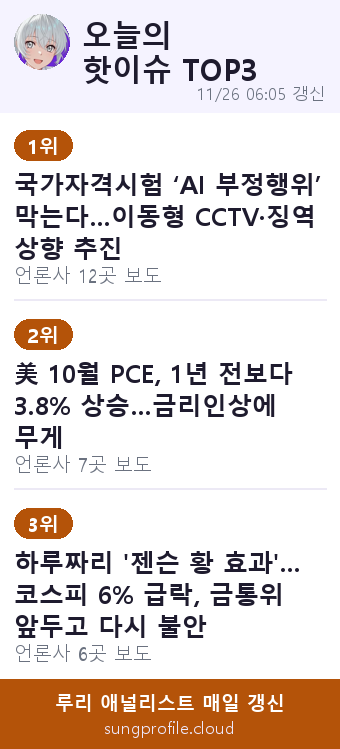 오늘의
핫이슈 TOP3
11/26 06:05 갱신
1위
국가자격시험 ‘AI 부정행위’
막는다…이동형 CCTV·징역
상향 추진
언론사 12곳 보도
2위
美 10월 PCE, 1년 전보다
3.8% 상승…금리인상에
무게
언론사 7곳 보도
3위
하루짜리 '젠슨 황 효과'…
코스피 6% 급락, 금통위
앞두고 다시 불안
언론사 6곳 보도
루리 애널리스트 매일 갱신
sungprofile.cloud